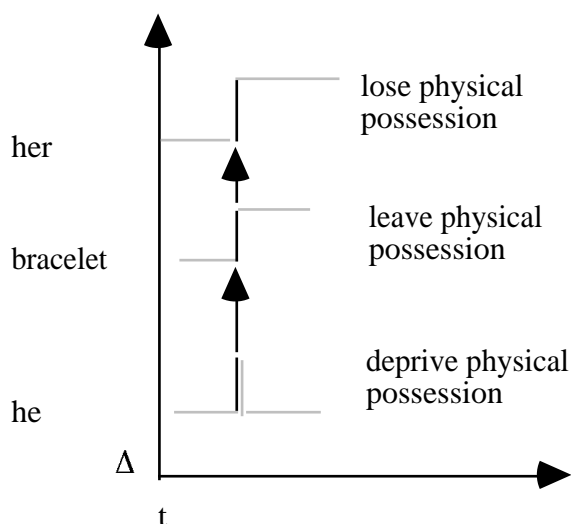 lose physical
possession
her
leave physical
possession
bracelet
deprive physical
possession
he
Δ
t